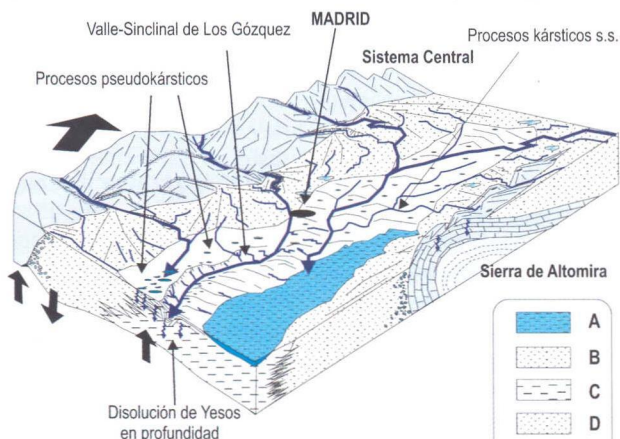 MADRID
Valle-Sinclinal de Los Gózquez
Procesos kársticos s.s.
Sistema Central
Procesos pseudokársticos
Sierra de Altomira
A
B
C
D
Disolución de Yesos
en profundidad